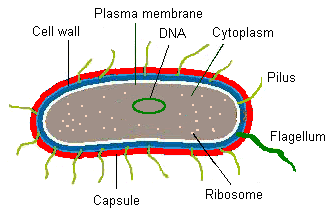 Plasma membrane
Cell wall
DNA
Cytoplasm
Pilus
Flagellum
Ribosome
Capsule